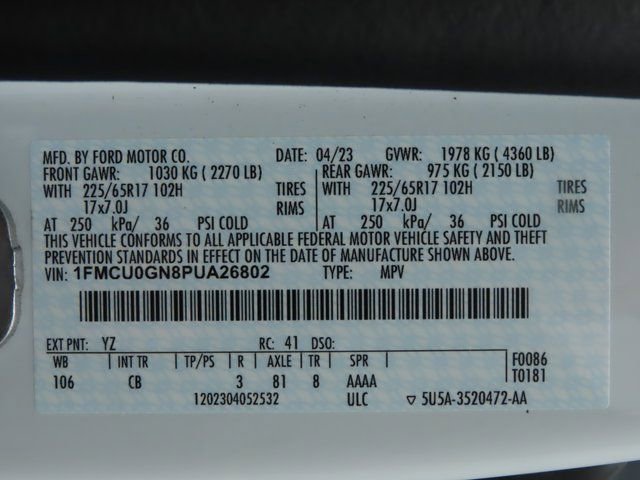 MFD. BY FORD MOTOR CO. DATE: 04/23 GVWR: 1978 KG ( 4360 LB)
FRONT GAWR: 1030 KG ( 2270 LB) REAR GAWR: 975 KG ( 2150 LB)
WITH 225/65R17 102H TIRES WITH 225/65R17 102H TIRES
17x7.0J RIMS 17x7.0J RIMS
AT 250 kPa/ 36 PSI COLD AT 250 kPa/ 36 PSI COLD
THIS VEHICLE CONFORMS TO ALL APPLICABLE FEDERAL MOTOR VEHICLE SAFETY AND THEFT
PREVENTION STANDARDS IN EFFECT ON THE DATE OF MANUFACTURE SHOWN ABOVE.
VIN: 1FMCU0GN8PUA26802 TYPE: MPV
EXT PNT: YZ RC: 41 DSO:
WB INT TR TP/PS R AXLE TR SPR F0086
106 CB 3 81 8 AAAA T0181
1202304052532 ULC ▽ 5U5A-3520472-AA